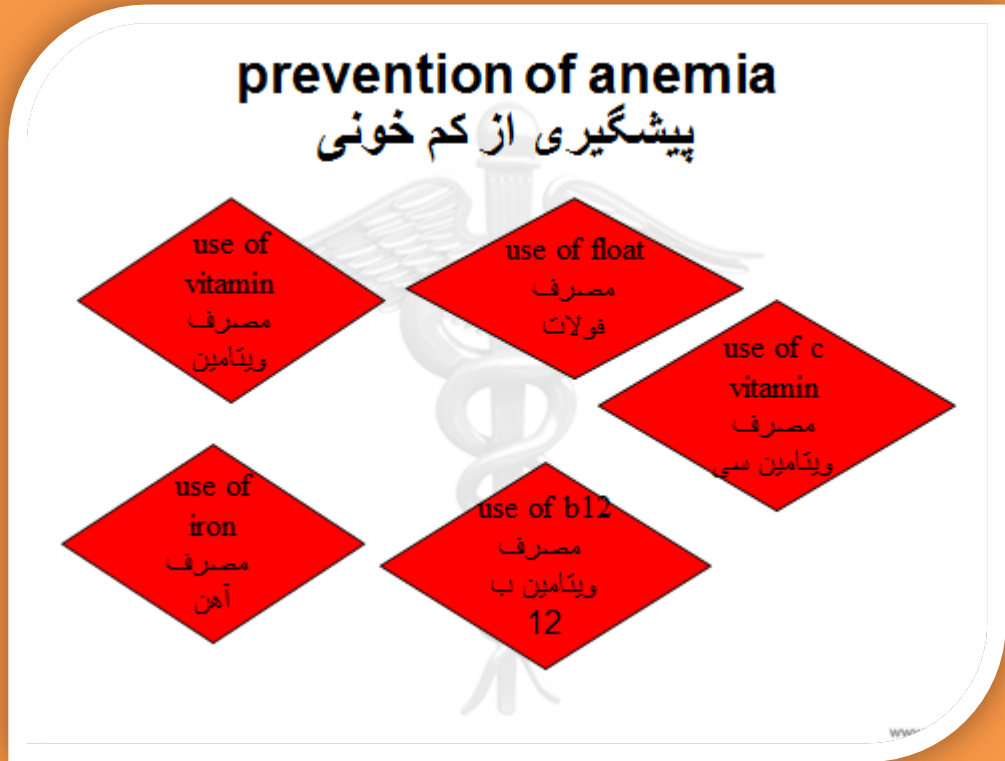 prevention of anemia
پیشگیری از کم خونی
use of
vitamin
مصرف
ویتامین
use of float
مصرف
فولات
use of c
vitamin
مصرف
ویتامین سی
use of
iron
مصرف
آهن
use of b12
مصرف
ویتامین ب
12
www